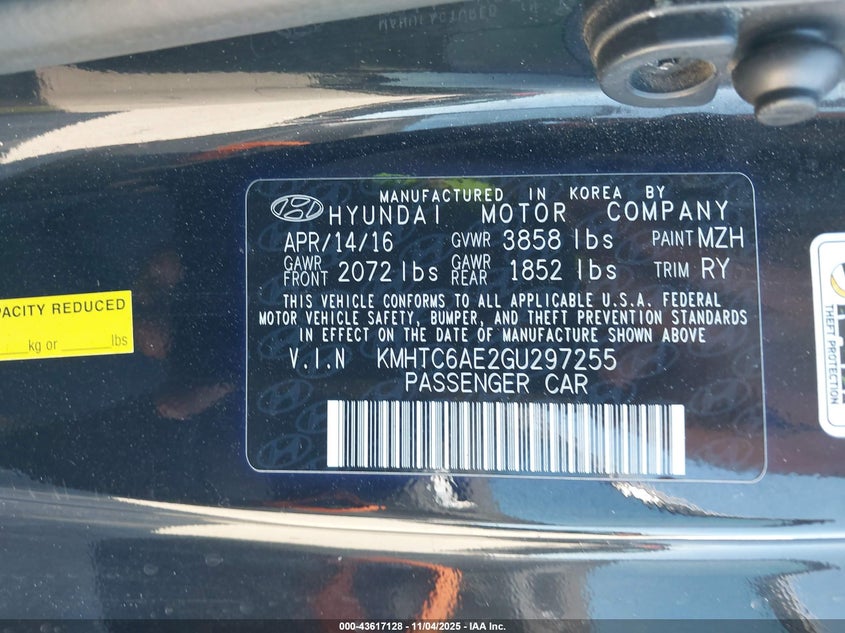 MANUFACTURED IN KOREA BY
HYUNDAI MOTOR COMPANY
APR/14/16 GVWR 3858 lbs PAINT MZH
GAWR FRONT 2072 lbs GAWR REAR 1852 lbs TRIM RY
THIS VEHICLE CONFORMS TO ALL APPLICABLE U.S.A. FEDERAL
MOTOR VEHICLE SAFETY, BUMPER, AND THEFT PREVENTION STANDARDS
IN EFFECT ON THE DATE OF MANUFACTURE SHOWN ABOVE
V.I.N KMHTC6AE2GU297255
PASSENGER CAR
REDUCED
kg or lbs
THEFT PROTECTION
000-43617128 - 11/04/2025 - IAA Inc.